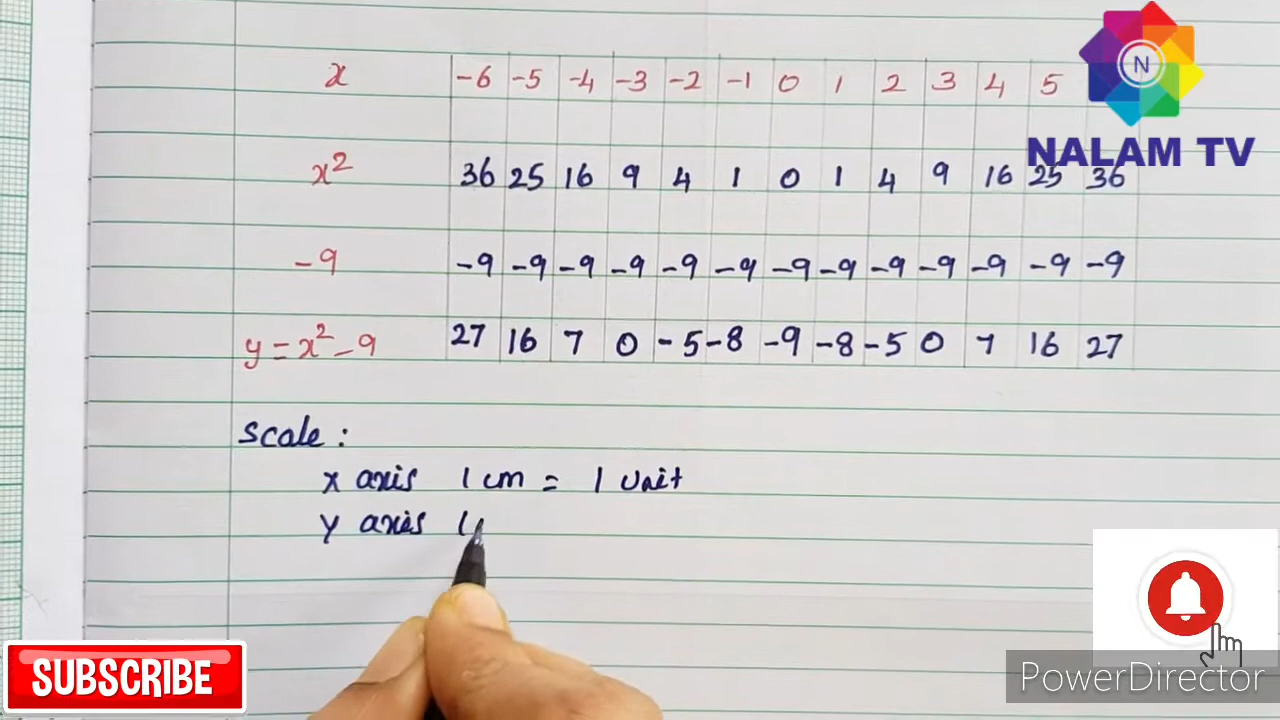 x -6 -5 -4 -3 -2 -1 0 1 2 3 4 5
N
NALAM TV
x² 36 25 16 9 4 1 0 1 4 9 16 25 36
-9 -9 -9 -9 -9 -9 -9 -9 -9 -9 -9 -9 -9 -9
y = x² - 9 27 16 7 0 -5 -8 -9 -8 -5 0 7 16 27
Scale :
x axis 1 cm = 1 unit
y axis 1
SUBSCRIBE
PowerDirector